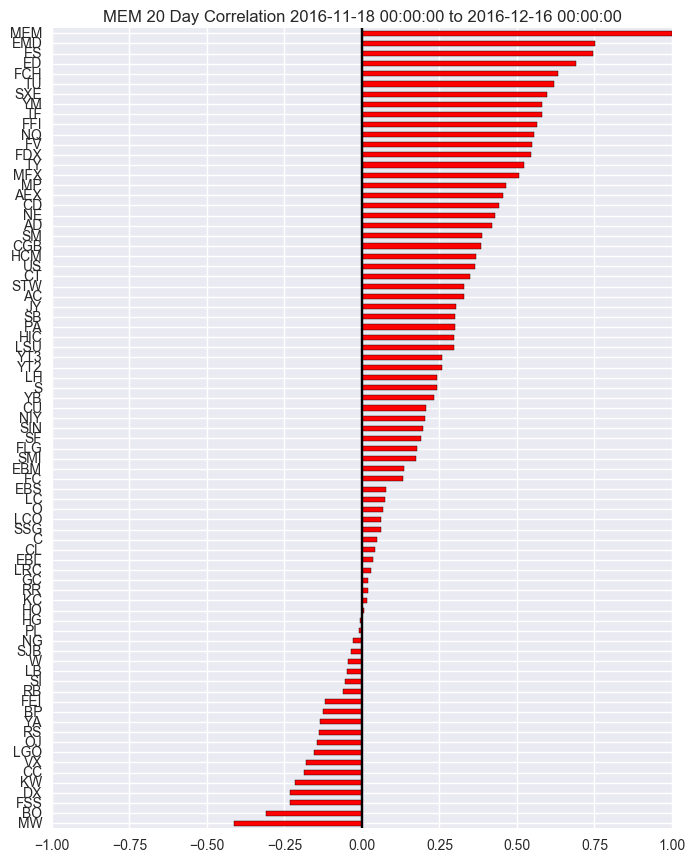 MEM 20 Day Correlation 2016-11-18 00:00:00 to 2016-12-16 00:00:00
MEM
EMD
ES
ED
FCH
TU
SXE
YM
TF
FFI
NQ
FV
FDX
TY
MFX
MP
AEX
CD
NE
AD
SM
CGB
HCM
US
CT
STW
AC
JY
SB
PA
HIC
LSU
YT3
YT2
LH
S
YB
CU
NIY
SIN
SF
FLG
SMI
EBM
FC
EBS
LC
O
LCO
SSG
C
CL
EBL
LRC
GC
RR
KC
HO
HG
PL
NG
SJB
W
LB
SI
RB
FEI
BP
YA
RS
OJ
LGO
VX
CC
KW
DX
FSS
BO
MW
−1.00 −0.75 −0.50 −0.25 0.00 0.25 0.50 0.75 1.00